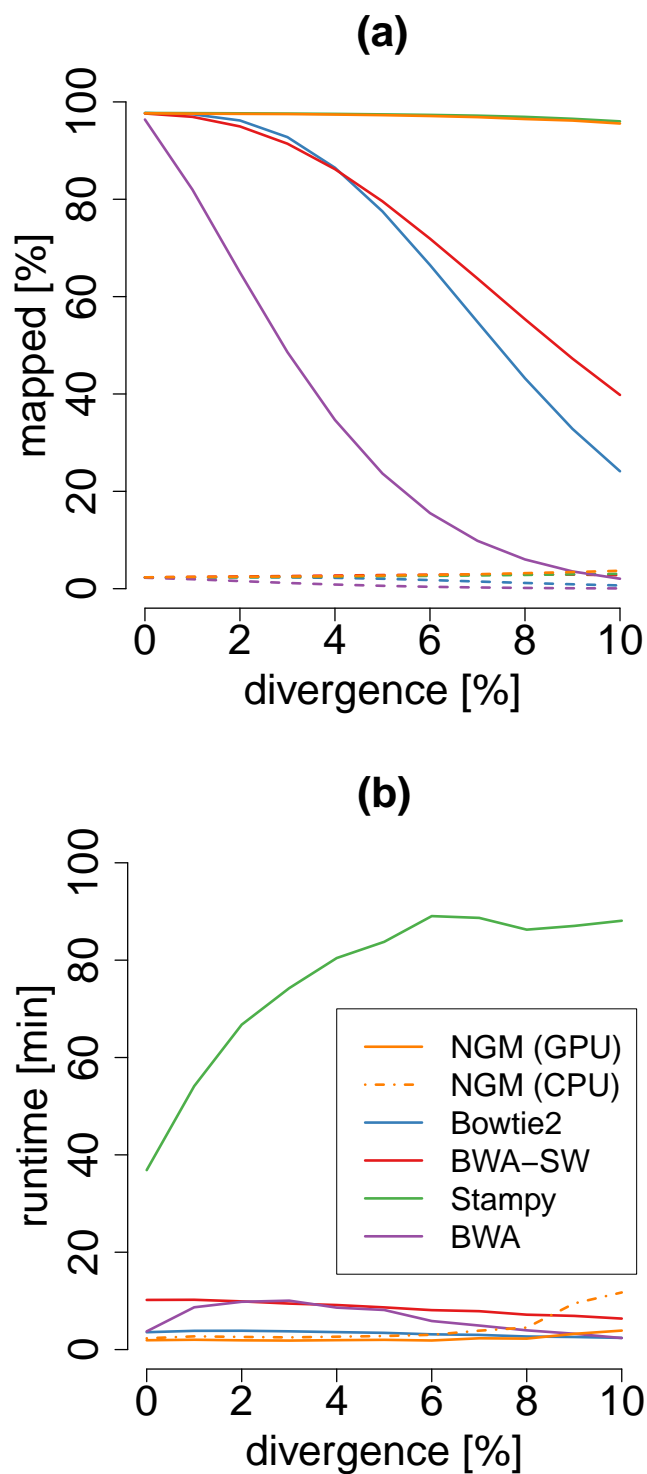 (a)
100
80
60
40
20
0
mapped [%]
0 2 4 6 8 10
divergence [%]
(b)
100
80
60
40
20
0
runtime [min]
NGM (GPU)
NGM (CPU)
Bowtie2
BWA−SW
Stampy
BWA
0 2 4 6 8 10
divergence [%]